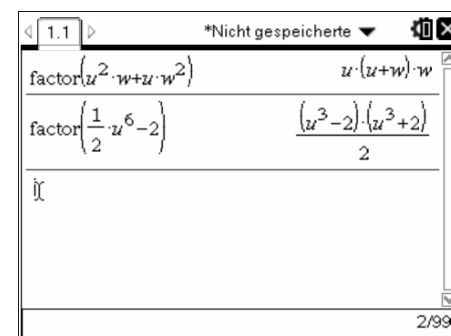 1.1 *Nicht gespeicherte
factor(u²·w+u·w²) u·(u+w)·w
factor(1/2·u⁶−2) (u³−2)·(u³+2)/2
2/99